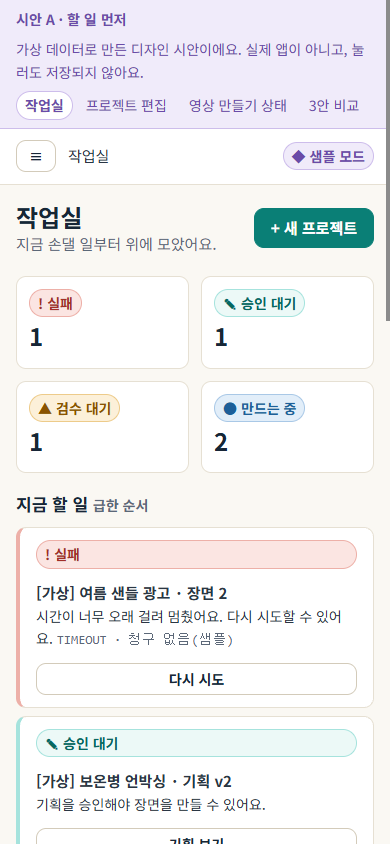 시안 A · 할 일 먼저
가상 데이터로 만든 디자인 시안이에요. 실제 앱이 아니고, 눌
러도 저장되지 않아요.
작업실 프로젝트 편집 영상 만들기 상태 3안 비교
≡ 작업실 ◆ 샘플 모드
작업실
지금 손댈 일부터 위에 모았어요.
+ 새 프로젝트
! 실패
1
✎ 승인 대기
1
▲ 검수 대기
1
● 만드는 중
2
지금 할 일 급한 순서
! 실패
[가상] 여름 샌들 광고 · 장면 2
시간이 너무 오래 걸려 멈췄어요. 다시 시도할 수 있어
요. TIMEOUT · 청구 없음(샘플)
다시 시도
✎ 승인 대기
[가상] 보온병 언박싱 · 기획 v2
기획을 승인해야 장면을 만들 수 있어요.
기획 보기